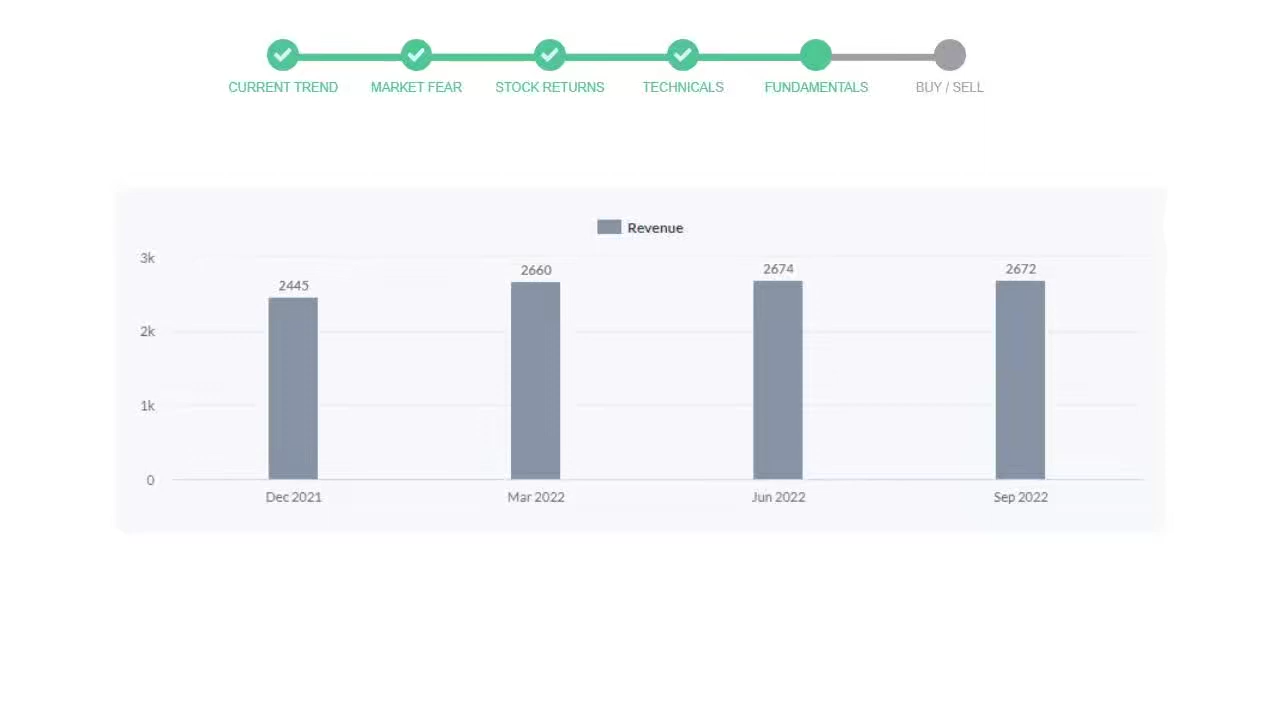 CURRENT TREND MARKET FEAR STOCK RETURNS TECHNICALS FUNDAMENTALS BUY / SELL
Revenue
3k
2445 2660 2674 2672
2k
1k
0
Dec 2021 Mar 2022 Jun 2022 Sep 2022